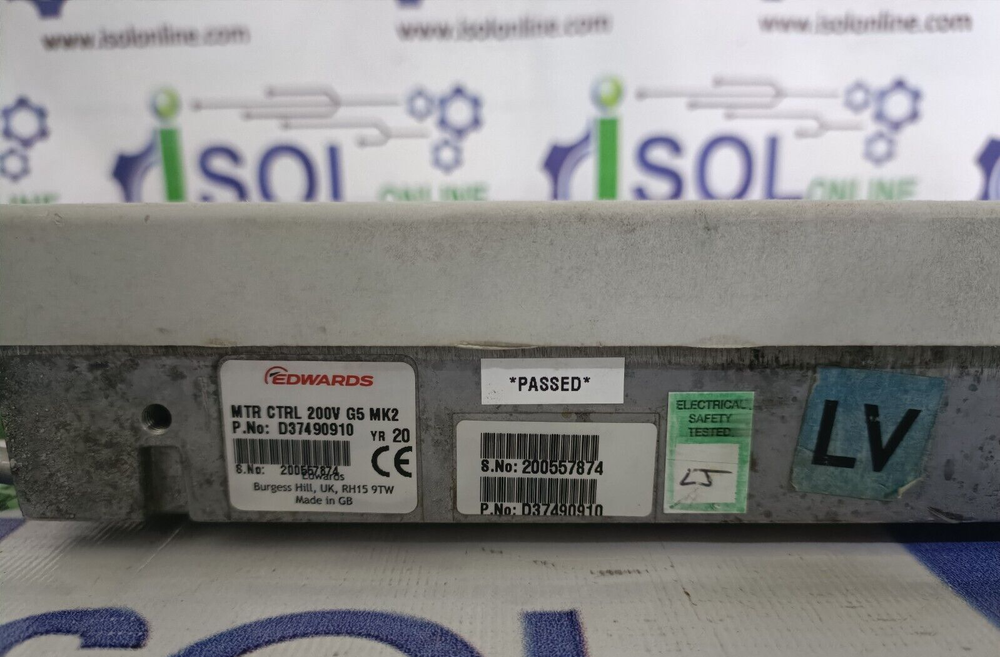 www.isolonline.com
www.isolonline.com
www.isolonline.com
iSOL
ONLINE
iSOL
ONLINE
EDWARDS
MTR CTRL 200V G5 MK2
P.No: D37490910
YR 20
S.No: 200557874
CE
Edwards
Burgess Hill, UK, RH15 9TW
Made in GB
*PASSED*
S.No: 200557874
P.No: D37490910
ELECTRICAL
SAFETY
TESTED
LJ
LV